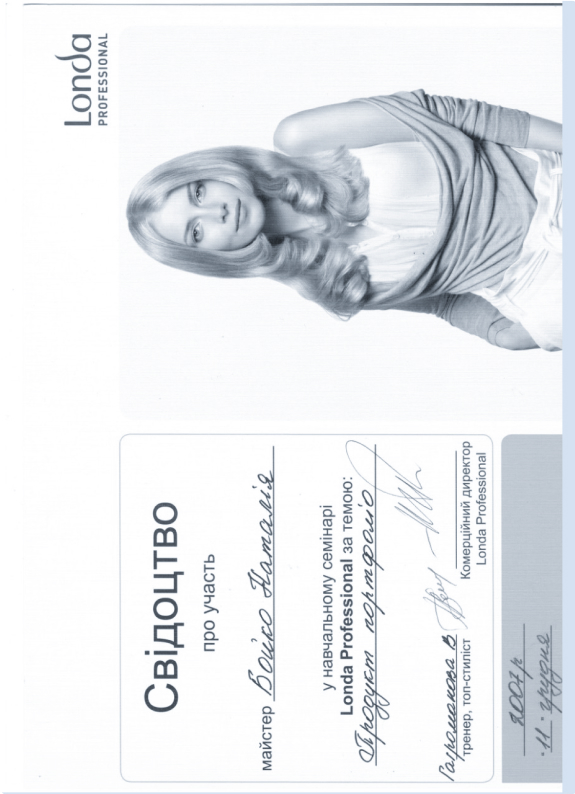 Londa
PROFESSIONAL
Свідоцтво
про участь
майстер Бойко Наталія
у навчальному семінарі
Londa Professional за темою:
Продукт портфоліо
тренер, топ-стиліст
Комерційний директор
Londa Professional
2007р
11 грудня